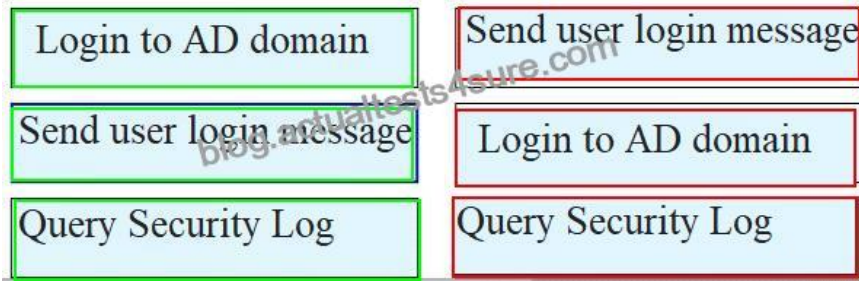 Login to AD domain
Send user login message
Send user login message
Login to AD domain
Query Security Log
Query Security Log
blog.actualtests4sure.com